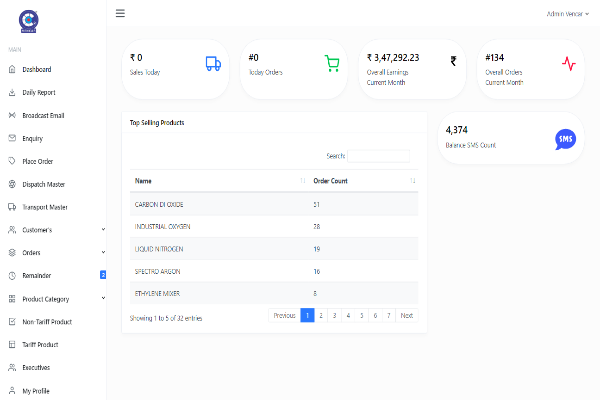 Admin Vencar
MAIN
Dashboard
Daily Report
Broadcast Email
Enquiry
Place Order
Dispatch Master
Transport Master
Customer's
Orders
Remainder 2
Product Category
Non-Tariff Product
Tariff Product
Executives
My Profile
₹ 0
Sales Today
#0
Today Orders
₹ 3,47,292.23
Overall Earnings
Current Month
₹
#134
Overall Orders
Current Month
4,374
Balance SMS Count
SMS
Top Selling Products
Search:
Name Order Count
CARBON DI OXIDE 51
INDUSTRIAL OXYGEN 28
LIQUID NITROGEN 19
SPECTRO ARGON 16
ETHYLENE MIXER 8
Showing 1 to 5 of 32 entries
Previous 1 2 3 4 5 6 7 Next